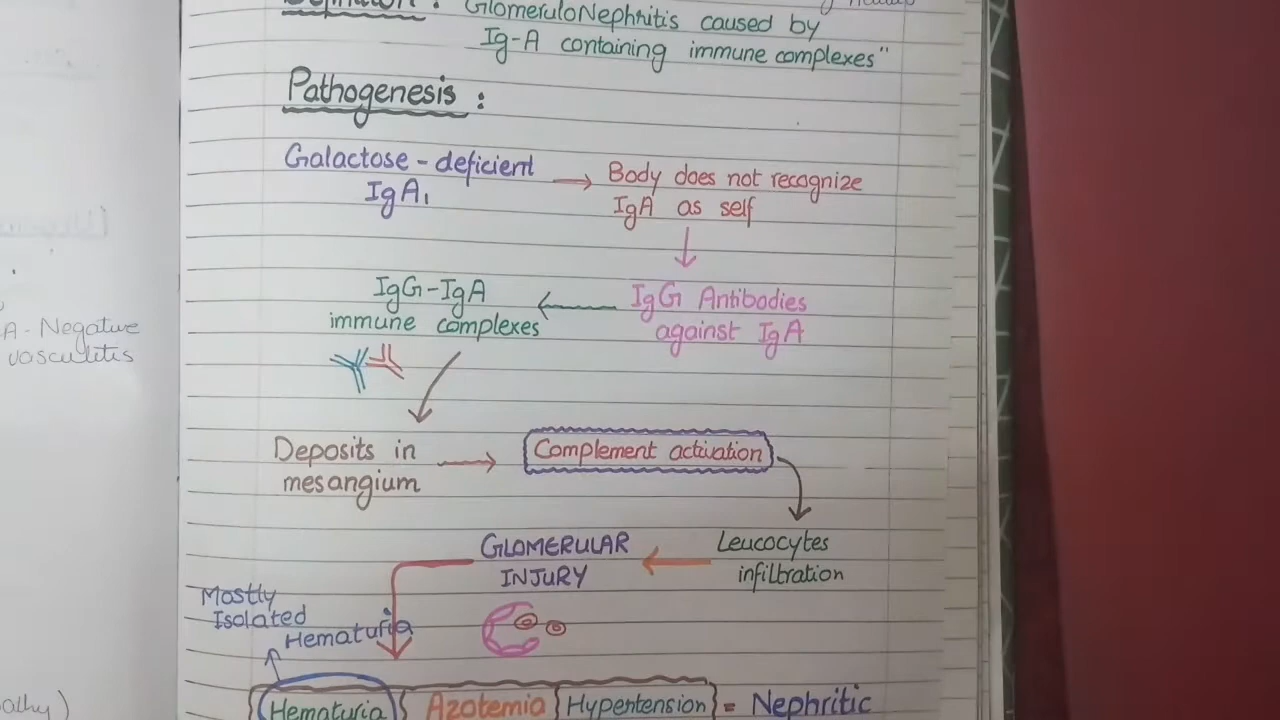 GlomeruloNephritis caused by
Ig-A containing immune complexes"
Pathogenesis :
Galactose - deficient
IgA1
→ Body does not recognize
IgA as self
IgG Antibodies
against IgA
IgG-IgA
immune complexes
Deposits in
mesangium
Complement activation
Leucocytes
infiltration
GLOMERULAR
INJURY
Mostly
Isolated
Hematuria
Hematuria Azotemia Hypertension = Nephritic
A-Negative
vasculitis
athy)